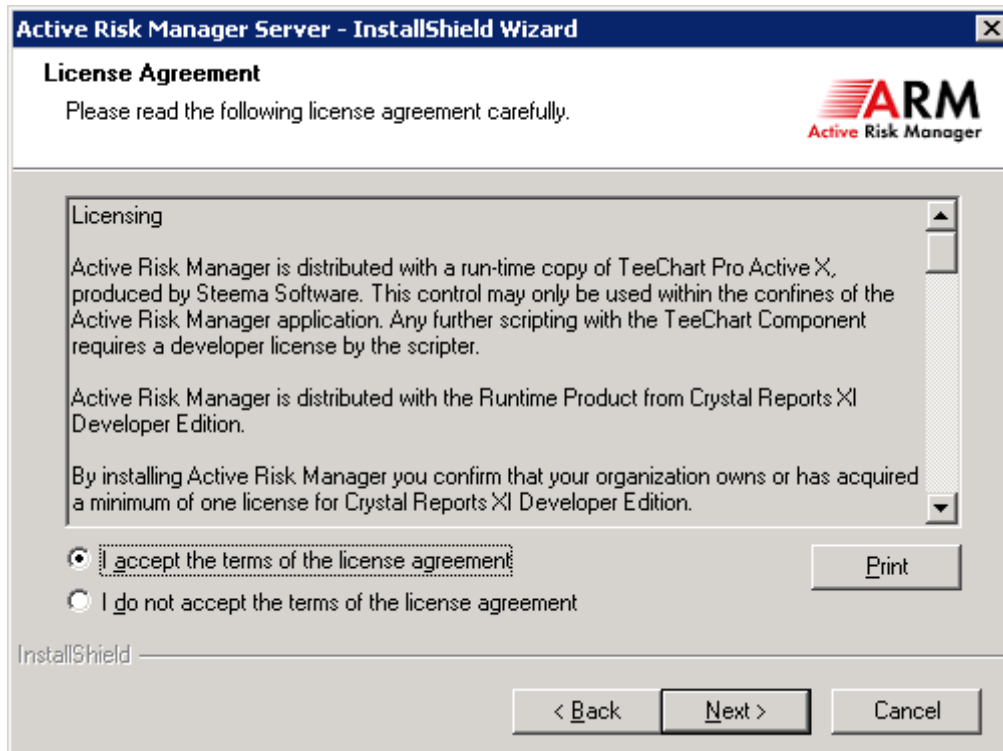 Active Risk Manager Server - InstallShield Wizard
License Agreement
Please read the following license agreement carefully.
ARM
Active Risk Manager
Licensing
Active Risk Manager is distributed with a run-time copy of TeeChart Pro Active X,
produced by Steema Software. This control may only be used within the confines of the
Active Risk Manager application. Any further scripting with the TeeChart Component
requires a developer license by the scripter.
Active Risk Manager is distributed with the Runtime Product from Crystal Reports XI
Developer Edition.
By installing Active Risk Manager you confirm that your organization owns or has acquired
a minimum of one license for Crystal Reports XI Developer Edition.
I accept the terms of the license agreement
Print
I do not accept the terms of the license agreement
InstallShield
< Back
Next >
Cancel